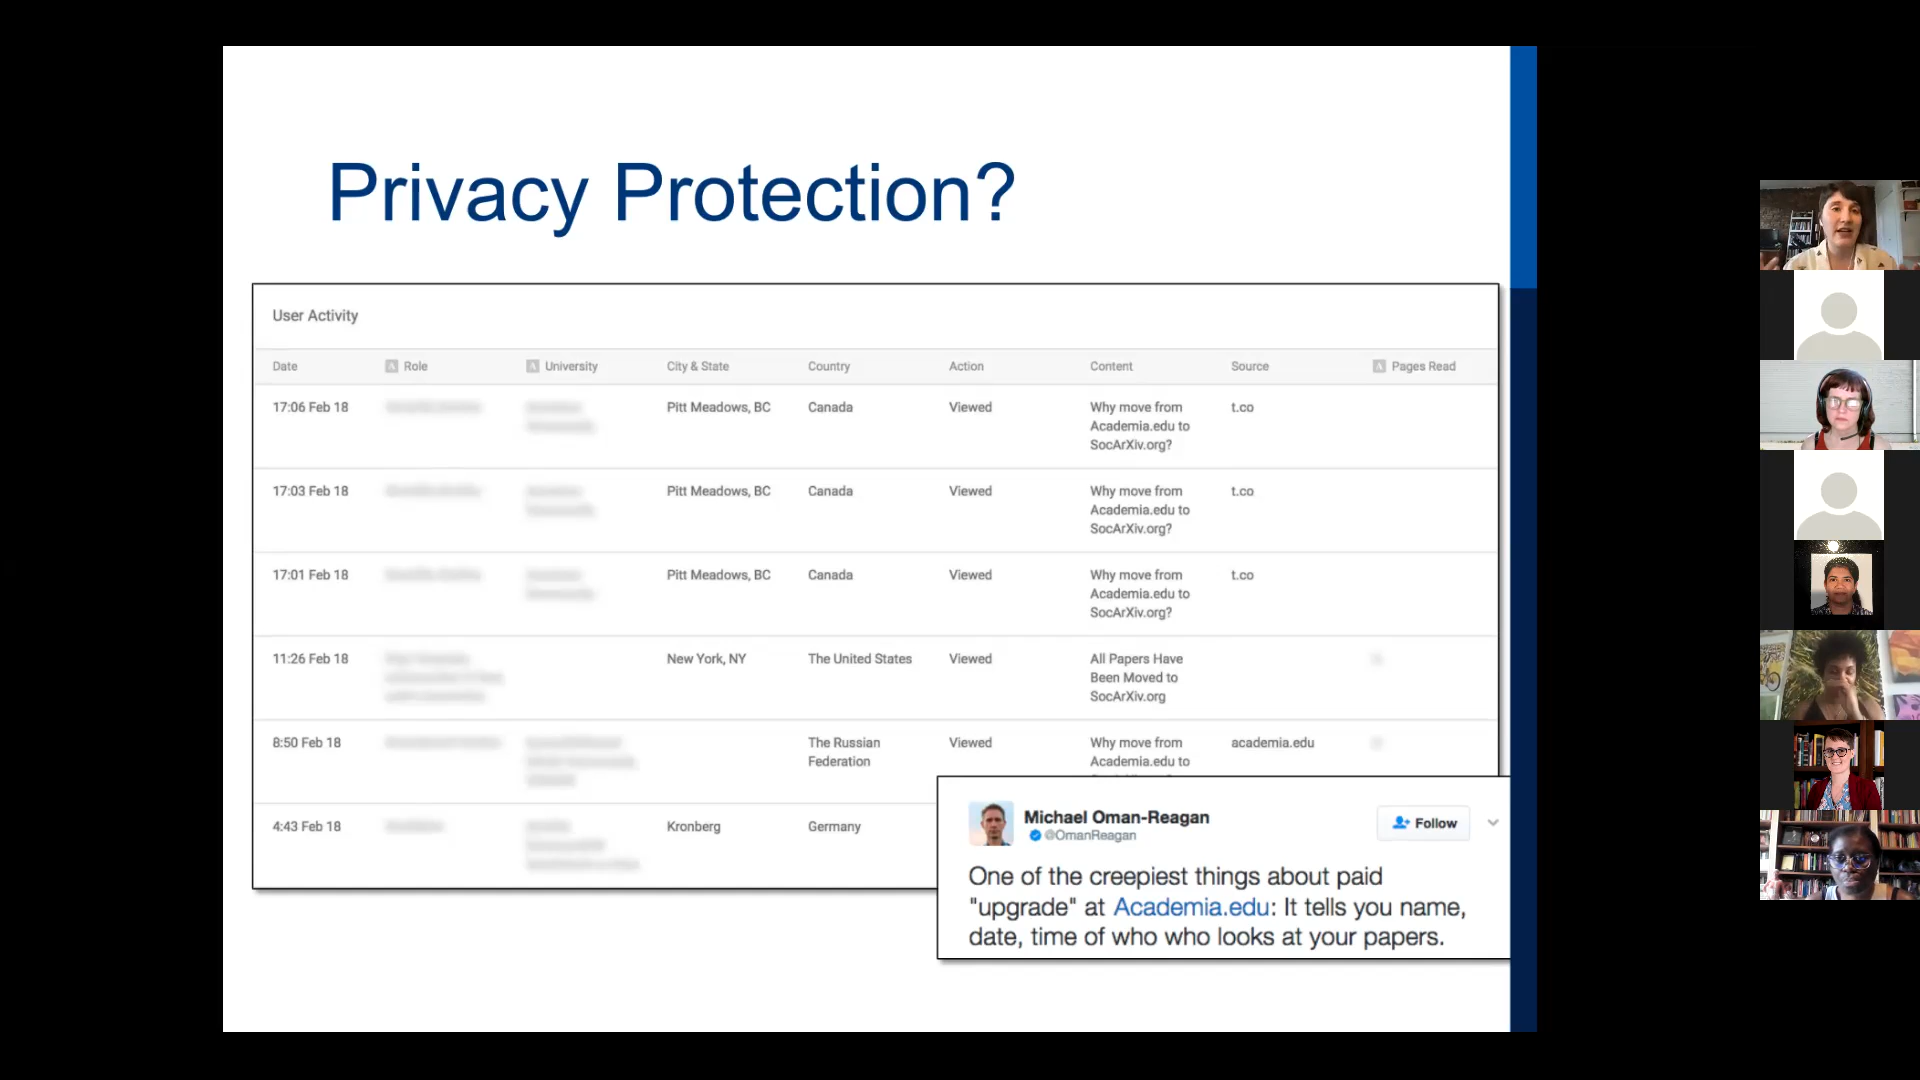 Privacy Protection?
User Activity
Date Role University City & State Country Action Content Source Pages Read
17:06 Feb 18 Pitt Meadows, BC Canada Viewed Why move from t.co
Academia.edu to
SocArXiv.org?
17:03 Feb 18 Pitt Meadows, BC Canada Viewed Why move from t.co
Academia.edu to
SocArXiv.org?
17:01 Feb 18 Pitt Meadows, BC Canada Viewed Why move from t.co
Academia.edu to
SocArXiv.org?
11:26 Feb 18 New York, NY The United States Viewed All Papers Have
Been Moved to
SocArXiv.org
8:50 Feb 18 The Russian Viewed Why move from academia.edu
Federation Academia.edu to
4:43 Feb 18 Kronberg Germany
Michael Oman-Reagan
@OmanReagan
Follow
One of the creepiest things about paid
"upgrade" at Academia.edu: It tells you name,
date, time of who who looks at your papers.